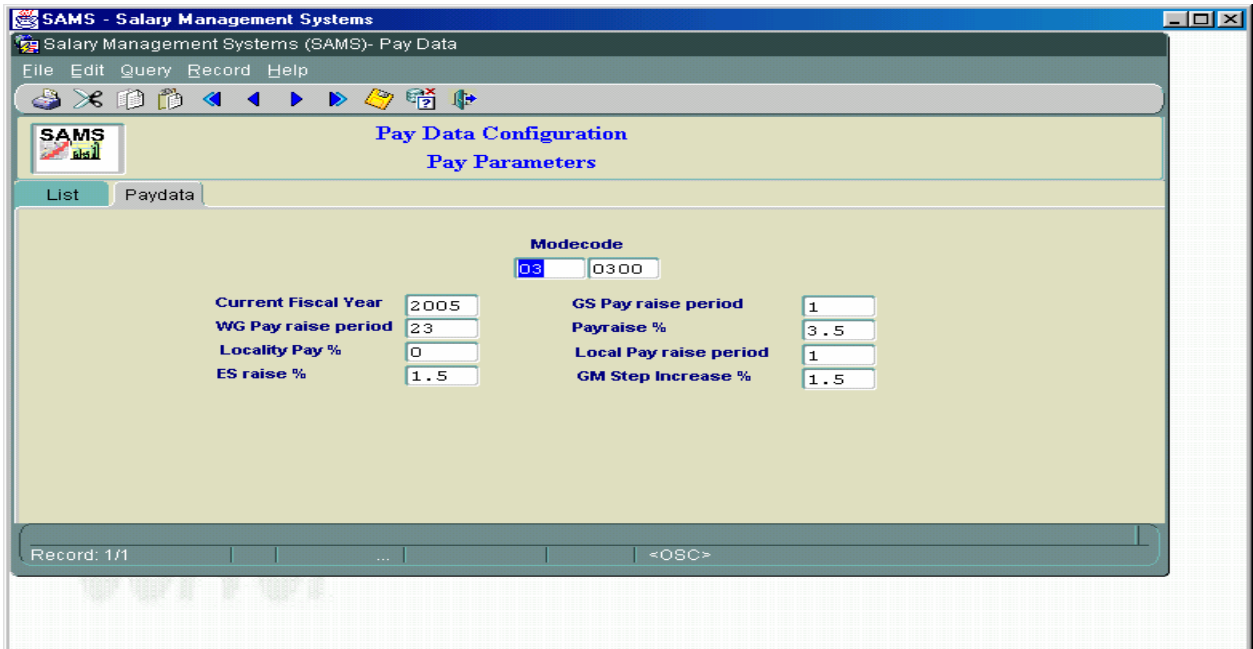 SAMS - Salary Management Systems
Salary Management Systems (SAMS)- Pay Data
File Edit Query Record Help
SAMS
Pay Data Configuration
Pay Parameters
List Paydata
Modecode
03 0300
Current Fiscal Year 2005 GS Pay raise period 1
WG Pay raise period 23 Payraise % 3.5
Locality Pay % 0 Local Pay raise period 1
ES raise % 1.5 GM Step Increase % 1.5
Record: 1/1 ... <OSC>